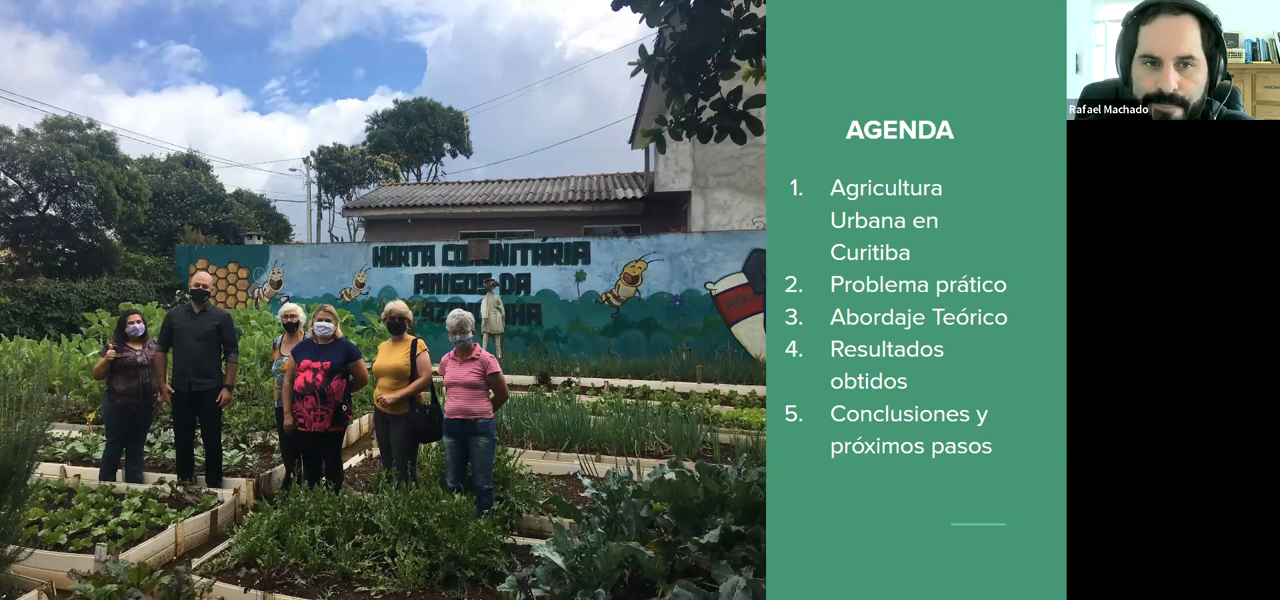 HORTA COMUNITÁRIA
AMIGOS DA
AGENDA
1. Agricultura
Urbana en
Curitiba
2. Problema prático
3. Abordaje Teórico
4. Resultados
obtidos
5. Conclusiones y
próximos pasos
Rafael Machado